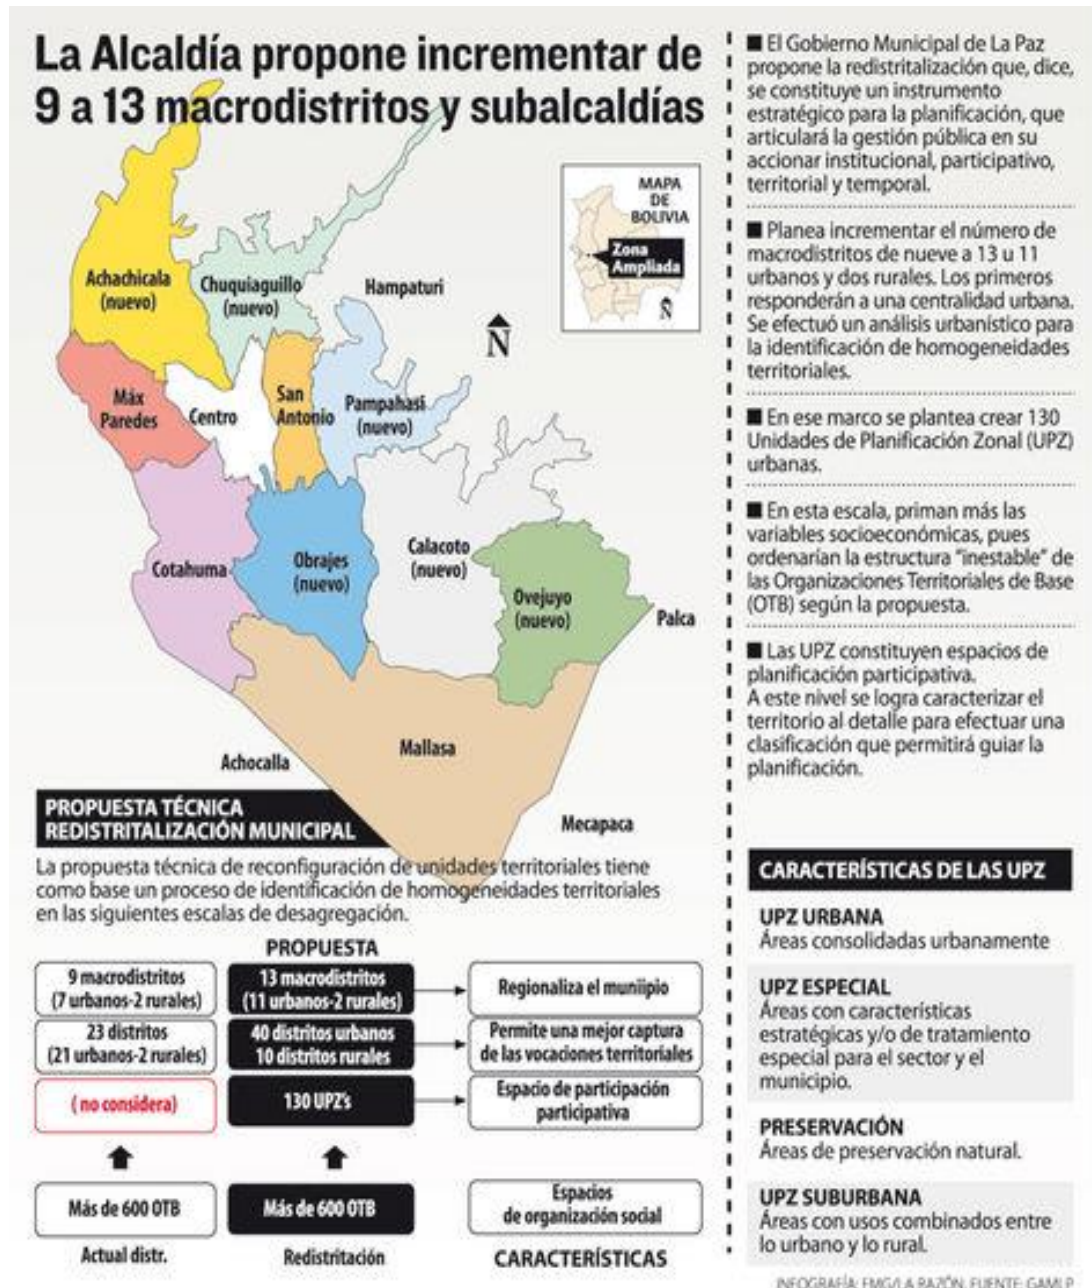 La Alcaldía propone incrementar de
9 a 13 macrodistritos y subalcaldías
Achachicala
(nuevo)
Chuquiaguillo
(nuevo)
Hampaturi
MAPA
DE
BOLIVIA
Zona
Ampliada
N
N
Máx
Paredes
Centro
San
Antonio
Pampahasi
(nuevo)
Cotahuma
Obrajes
(nuevo)
Calacoto
(nuevo)
Ovejuyo
(nuevo)
Palca
Mallasa
Achocalla
Mecapaca
PROPUESTA TÉCNICA
REDISTRITALIZACIÓN MUNICIPAL
La propuesta técnica de reconfiguración de unidades territoriales tiene
como base un proceso de identificación de homogeneidades territoriales
en las siguientes escalas de desagregación.
PROPUESTA
9 macrodistritos
(7 urbanos-2 rurales)
13 macrodistritos
(11 urbanos-2 rurales)
Regionaliza el muniipio
23 distritos
(21 urbanos-2 rurales)
40 distritos urbanos
10 distritos rurales
Permite una mejor captura
de las vocaciones territoriales
( no considera)
130 UPZ's
Espacio de participación
participativa
Más de 600 OTB
Más de 600 OTB
Espacios
de organización social
Actual distr.
Redistritación
CARACTERÍSTICAS
■ El Gobierno Municipal de La Paz
propone la redistritalización que, dice,
se constituye un instrumento
estratégico para la planificación, que
articulará la gestión pública en su
accionar institucional, participativo,
territorial y temporal.
■ Planea incrementar el número de
macrodistritos de nueve a 13 u 11
urbanos y dos rurales. Los primeros
responderán a una centralidad urbana.
Se efectuó un análisis urbanístico para
la identificación de homogeneidades
territoriales.
■ En ese marco se plantea crear 130
Unidades de Planificación Zonal (UPZ)
urbanas.
■ En esta escala, priman más las
variables socioeconómicas, pues
ordenarían la estructura "inestable" de
las Organizaciones Territoriales de Base
(OTB) según la propuesta.
■ Las UPZ constituyen espacios de
planificación participativa.
A este nivel se logra caracterizar el
territorio al detalle para efectuar una
clasificación que permitirá guiar la
planificación.
CARACTERÍSTICAS DE LAS UPZ
UPZ URBANA
Áreas consolidadas urbanamente
UPZ ESPECIAL
Áreas con características
estratégicas y/o de tratamiento
especial para el sector y el
municipio.
PRESERVACIÓN
Áreas de preservación natural.
UPZ SUBURBANA
Áreas con usos combinados entre
lo urbano y lo rural.
INFOGRAFÍA: FMG/LA RAZÓN, FUENTE: GAMLP